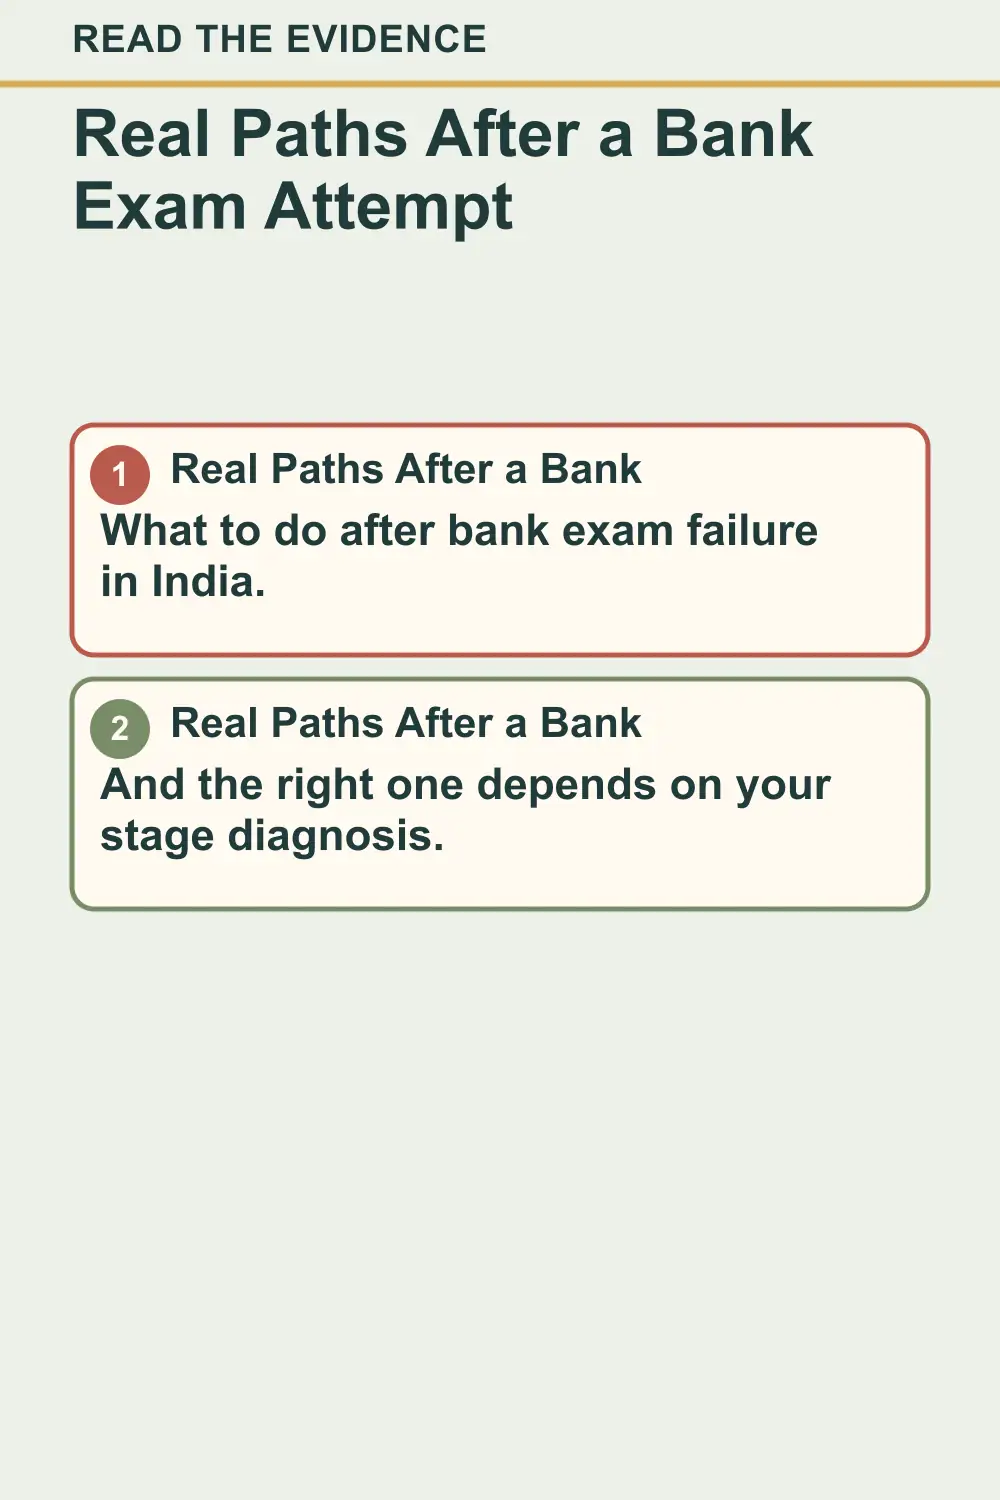 READ THE EVIDENCE
Real Paths After a Bank
Exam Attempt
1 Real Paths After a Bank
What to do after bank exam failure
in India.
2 Real Paths After a Bank
And the right one depends on your
stage diagnosis.